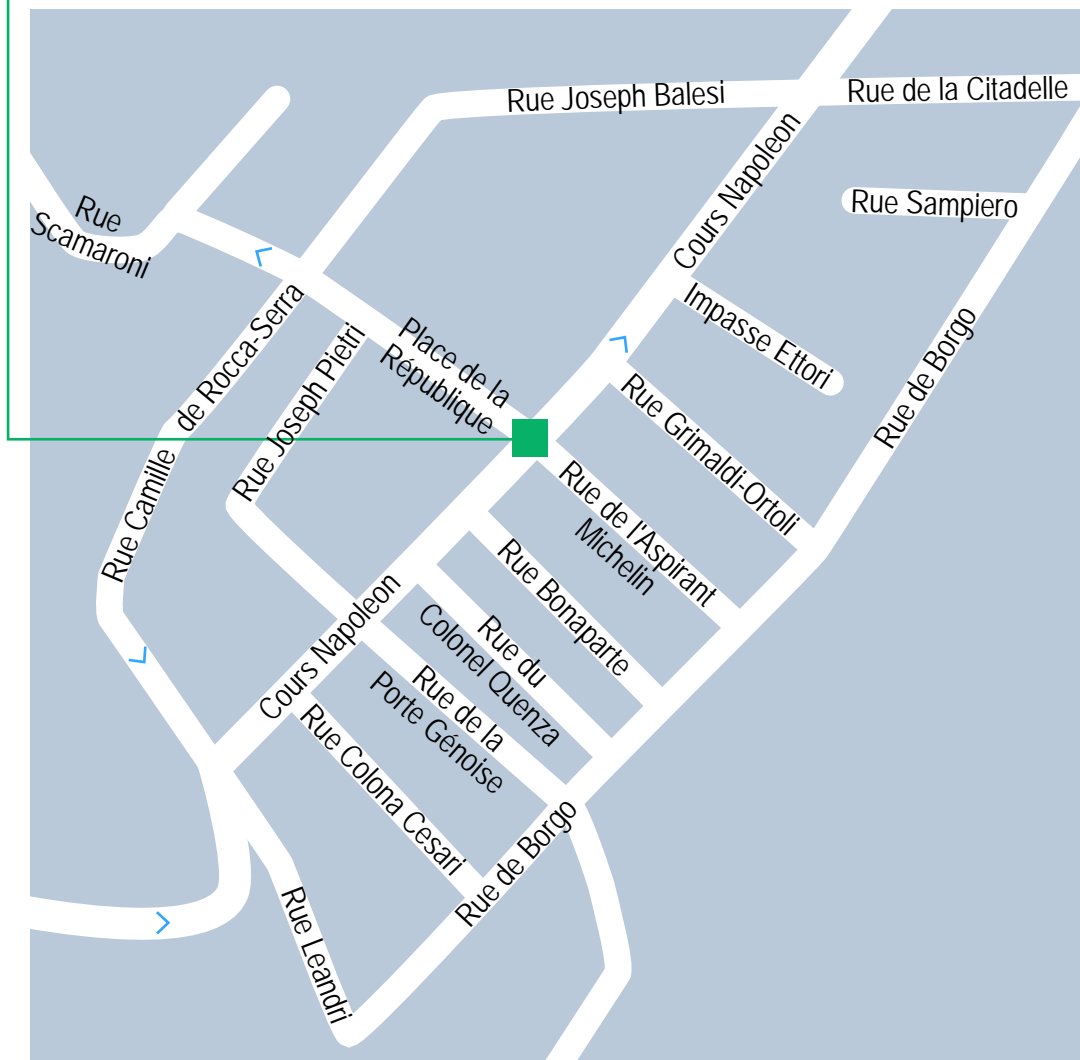 Rue Joseph Balesi
Rue de la Citadelle
Cours Napoleon
Rue Sampiero
Rue
Scamaroni
Impasse Ettori
Rue de Borgo
Place de la
République
Rue Joseph Pietri
Rue Camille de Rocca-Serra
Rue Grimaldi-Ortoli
Rue de l'Aspirant
Michelin
Rue Bonaparte
Rue du
Colonel Quenza
Cours Napoleon
Rue de la
Porte Génoise
Rue Colona Cesari
Rue de Borgo
Rue Leandri